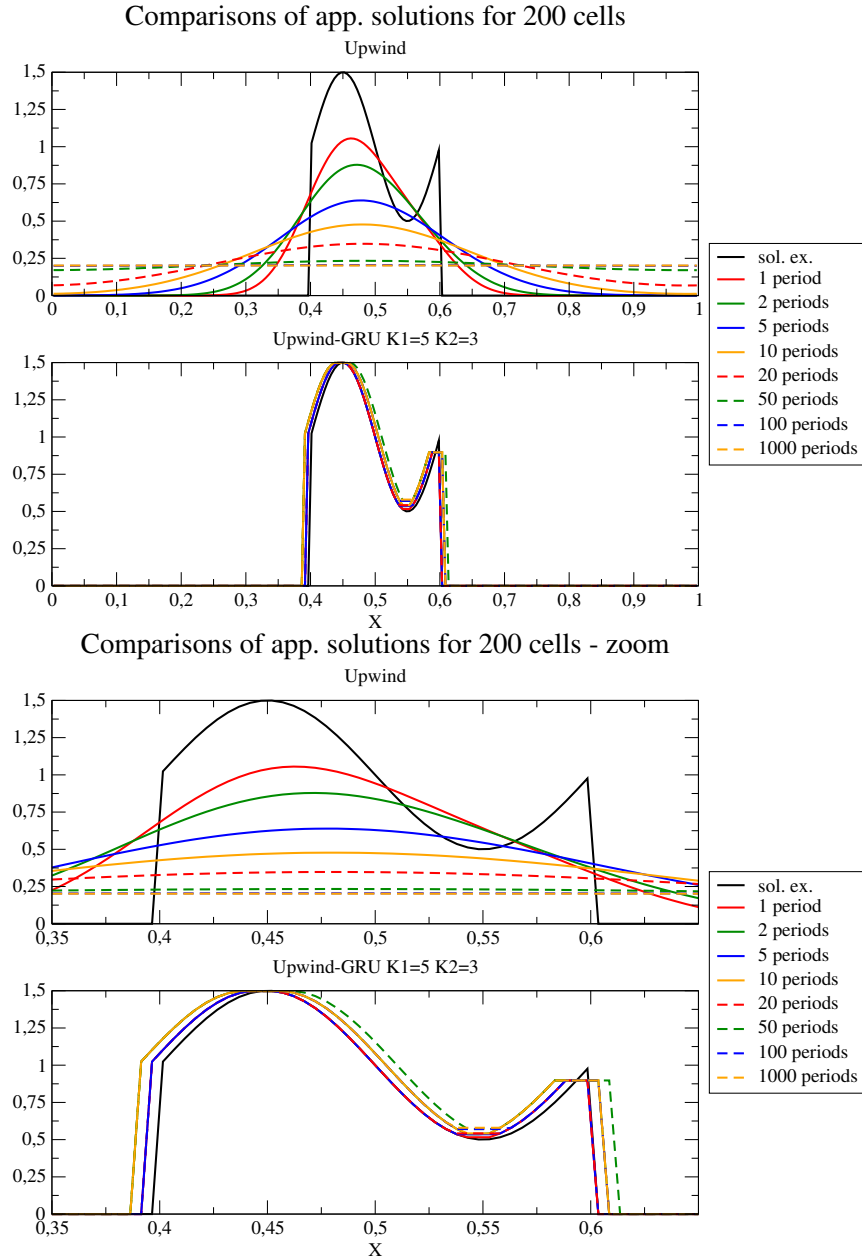 Comparisons of app. solutions for 200 cells
Upwind
1,5
1,25
1
0,75
0,5
0,25
0
0 0,1 0,2 0,3 0,4 0,5 0,6 0,7 0,8 0,9 1
Upwind-GRU K1=5 K2=3
1,5
1,25
1
0,75
0,5
0,25
0
0 0,1 0,2 0,3 0,4 0,5 0,6 0,7 0,8 0,9 1
X
sol. ex.
1 period
2 periods
5 periods
10 periods
20 periods
50 periods
100 periods
1000 periods
Comparisons of app. solutions for 200 cells - zoom
Upwind
1,5
1,25
1
0,75
0,5
0,25
0
0,35 0,4 0,45 0,5 0,55 0,6
Upwind-GRU K1=5 K2=3
1,5
1,25
1
0,75
0,5
0,25
0
0,35 0,4 0,45 0,5 0,55 0,6
X
sol. ex.
1 period
2 periods
5 periods
10 periods
20 periods
50 periods
100 periods
1000 periods